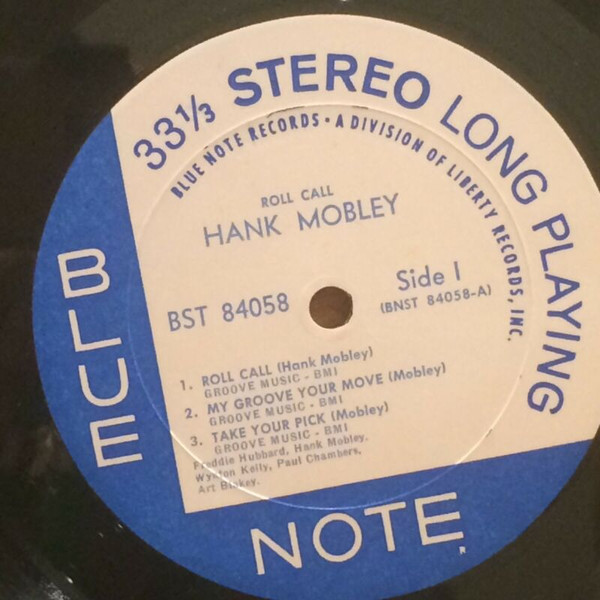 33⅓ STEREO LONG PLAYING
BLUE NOTE RECORDS · A DIVISION OF LIBERTY RECORDS, INC.
ROLL CALL
HANK MOBLEY
BST 84058
Side 1
(BNST 84058-A)
1. ROLL CALL (Hank Mobley)
GROOVE MUSIC - BMI
2. MY GROOVE YOUR MOVE (Mobley)
GROOVE MUSIC - BMI
3. TAKE YOUR PICK (Mobley)
GROOVE MUSIC - BMI
Freddie Hubbard, Hank Mobley,
Wynton Kelly, Paul Chambers,
Art Blakey.
BLUE
NOTE
R